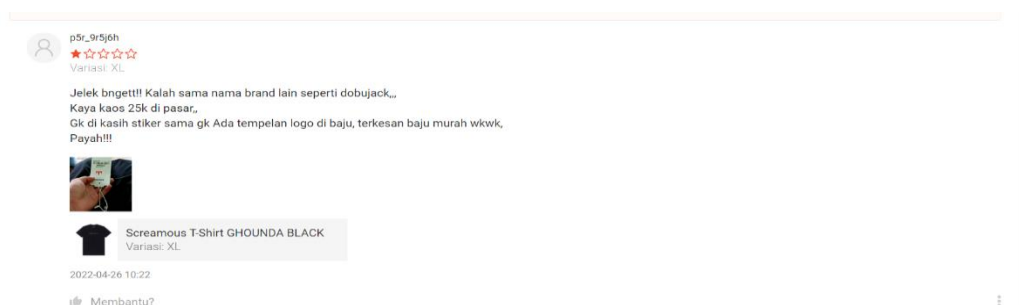 p5r_9r5j6h
Variasi: XL
Jelek bngett!! Kalah sama nama brand lain seperti dobujack,,,
Kaya kaos 25k di pasar,,
Gk di kasih stiker sama gk Ada tempelan logo di baju, terkesan baju murah wkwk,
Payah!!!
Screamous T-Shirt GHOUNDA BLACK
Variasi: XL
2022-04-26 10:22
Membantu?